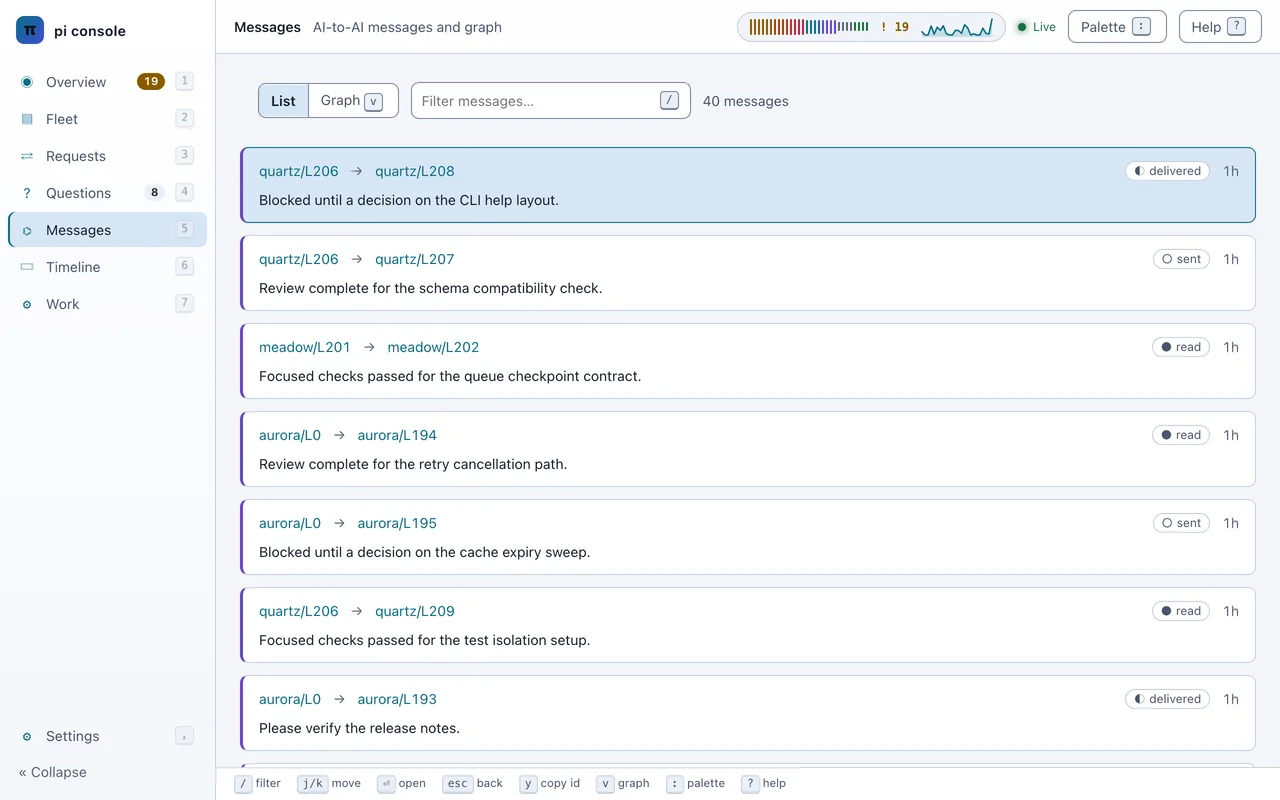 π pi console
Messages AI-to-AI messages and graph
! 19
Live
Palette :
Help ?
Overview 19 1
Fleet 2
Requests 3
? Questions 8 4
Messages 5
Timeline 6
Work 7
Settings ,
« Collapse
List Graph v Filter messages... / 40 messages
quartz/L206 → quartz/L208 delivered 1h
Blocked until a decision on the CLI help layout.
quartz/L206 → quartz/L207 sent 1h
Review complete for the schema compatibility check.
meadow/L201 → meadow/L202 read 1h
Focused checks passed for the queue checkpoint contract.
aurora/L0 → aurora/L194 read 1h
Review complete for the retry cancellation path.
aurora/L0 → aurora/L195 sent 1h
Blocked until a decision on the cache expiry sweep.
quartz/L206 → quartz/L209 read 1h
Focused checks passed for the test isolation setup.
aurora/L0 → aurora/L193 delivered 1h
Please verify the release notes.
/ filter j/k move ⏎ open esc back y copy id v graph : palette ? help